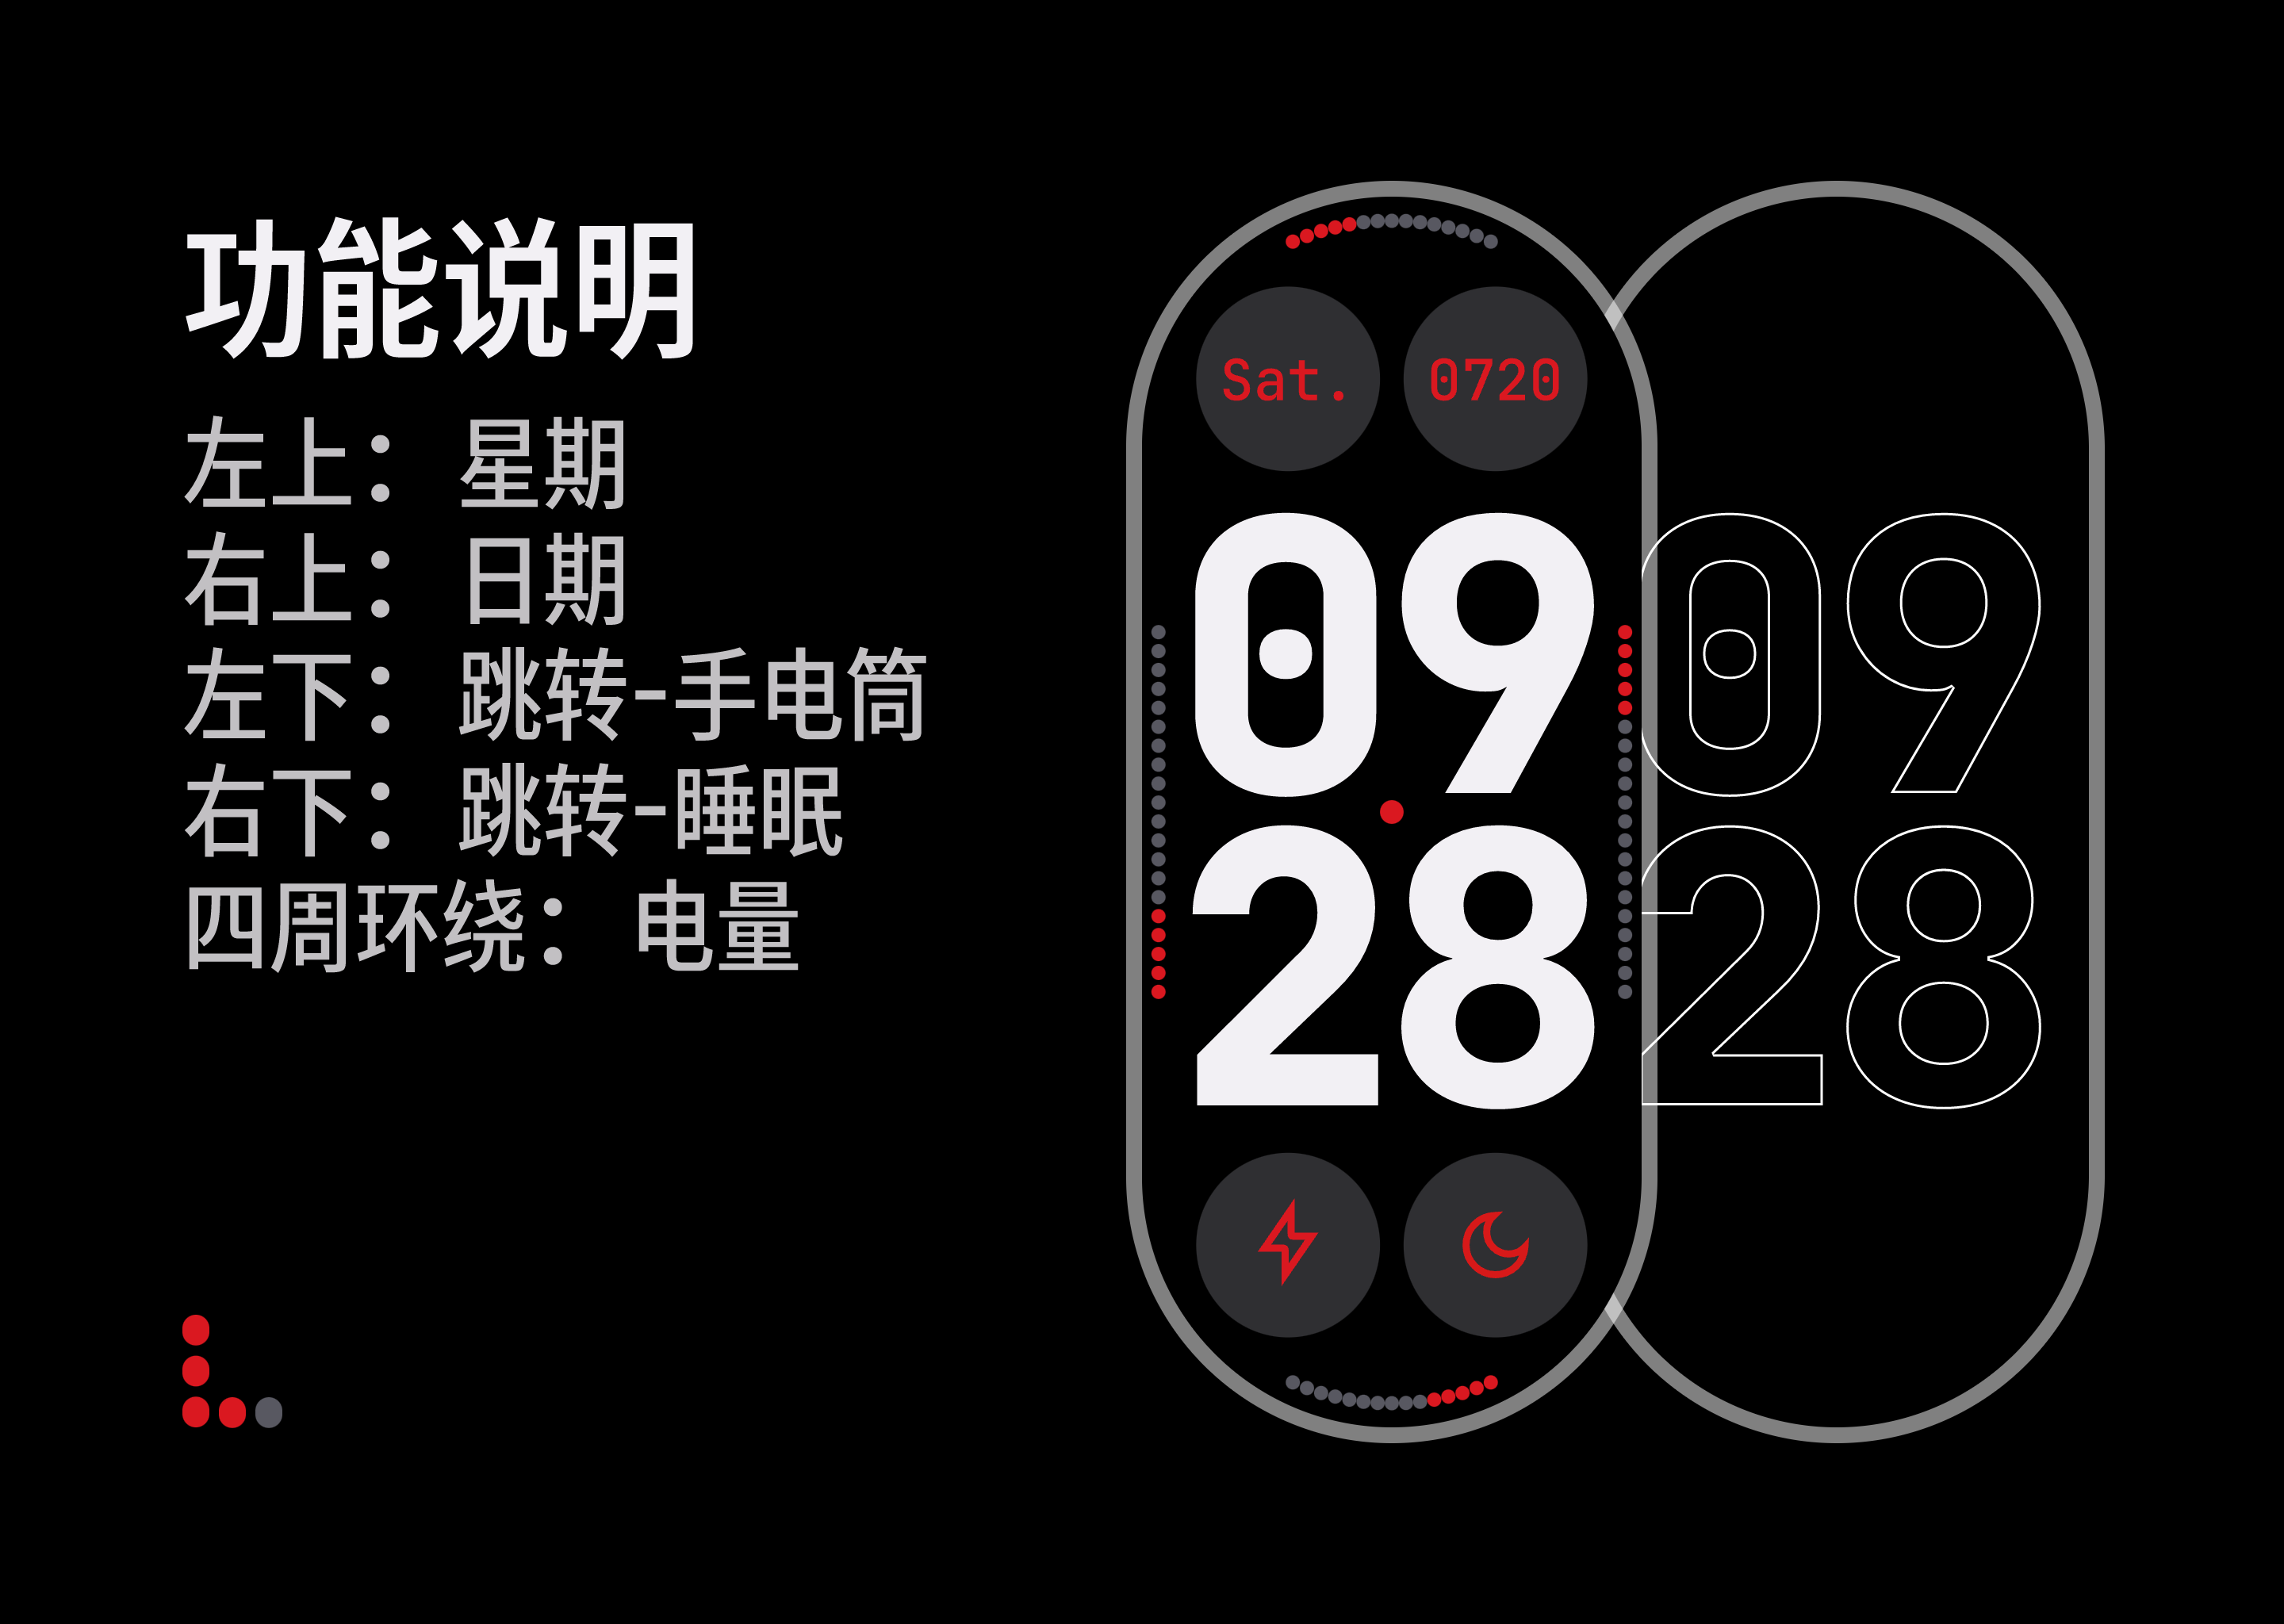 功能说明
左上： 星期
右上： 日期
左下： 跳转-手电筒
右下： 跳转-睡眠
四周环绕： 电量
Sat. 0720
09
28
09
28